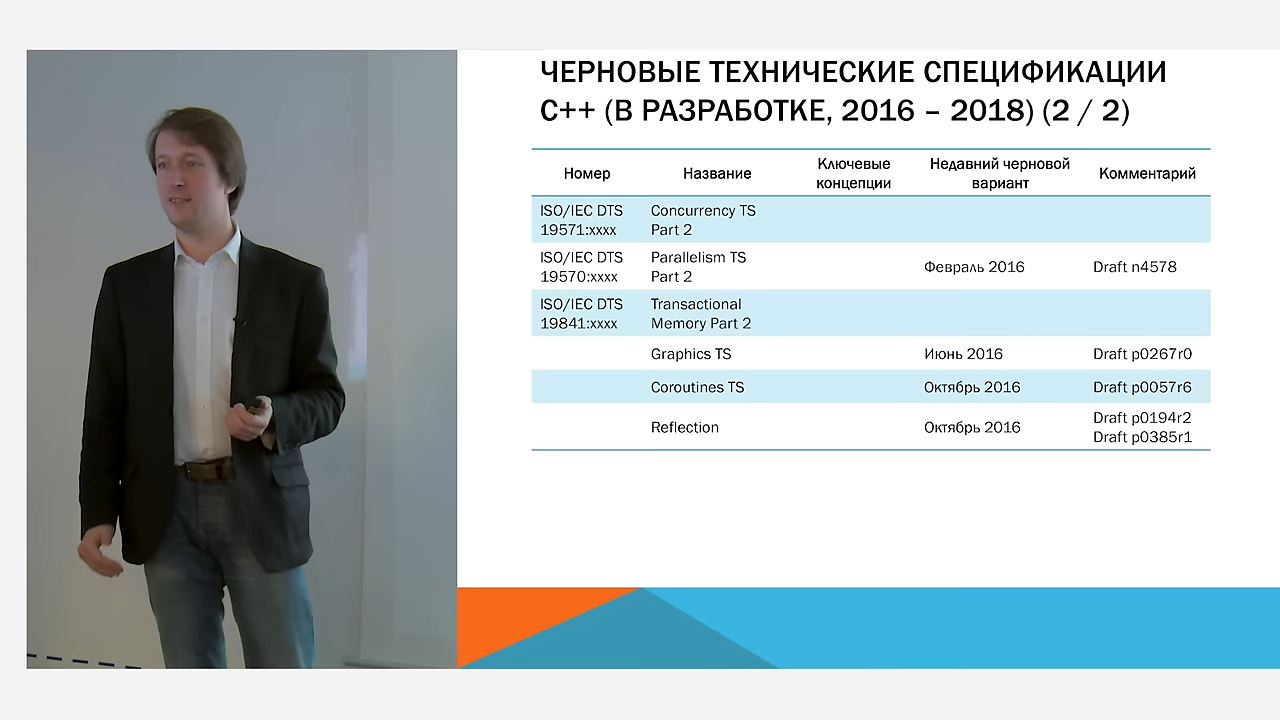 ЧЕРНОВЫЕ ТЕХНИЧЕСКИЕ СПЕЦИФИКАЦИИ
C++ (В РАЗРАБОТКЕ, 2016 – 2018) (2 / 2)
Номер Название Ключевые концепции Недавний черновой вариант Комментарий
ISO/IEC DTS Concurrency TS
19571:xxxx Part 2
ISO/IEC DTS Parallelism TS
19570:xxxx Part 2 Февраль 2016 Draft n4578
ISO/IEC DTS Transactional
19841:xxxx Memory Part 2
Graphics TS Июнь 2016 Draft p0267r0
Coroutines TS Октябрь 2016 Draft p0057r6
Reflection Октябрь 2016 Draft p0194r2
Draft p0385r1